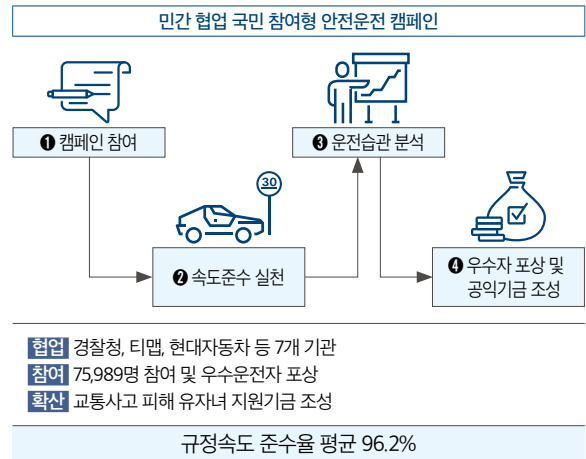 민간 협업 국민 참여형 안전운전 캠페인
❶ 캠페인 참여
❸ 운전습관 분석
30
❷ 속도준수 실천
❹ 우수자 포상 및
공익기금 조성
협업 경찰청, 티맵, 현대자동차 등 7개 기관
참여 75,989명 참여 및 우수운전자 포상
확산 교통사고 피해 유자녀 지원기금 조성
규정속도 준수율 평균 96.2%